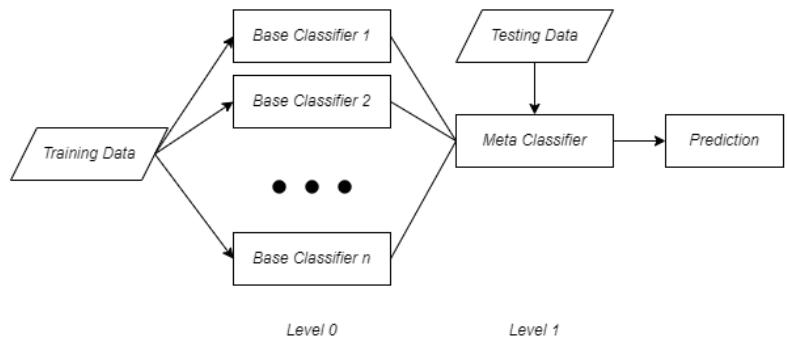 Base Classifier 1
Testing Data
Base Classifier 2
Training Data
Meta Classifier
Prediction
Base Classifier n
Level 0
Level 1